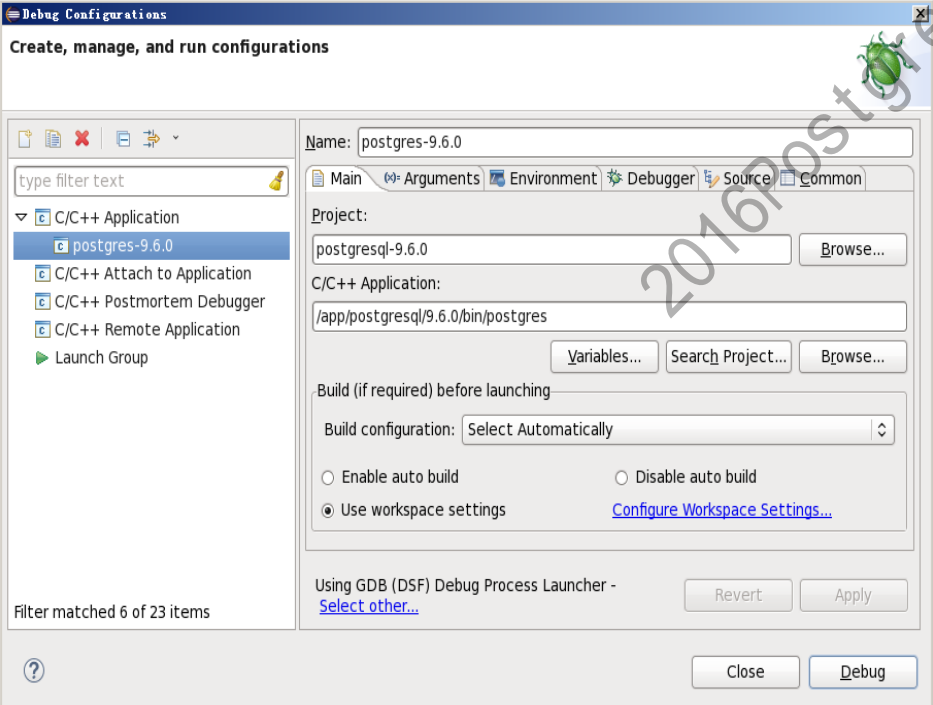 Debug Configurations
Create, manage, and run configurations
type filter text
C/C++ Application
postgres-9.6.0
C/C++ Attach to Application
C/C++ Postmortem Debugger
C/C++ Remote Application
Launch Group
Filter matched 6 of 23 items
Name: postgres-9.6.0
Main (x)= Arguments Environment Debugger Source Common
Project:
postgresql-9.6.0 Browse...
C/C++ Application:
/app/postgresql/9.6.0/bin/postgres
Variables... Search Project... Browse...
Build (if required) before launching
Build configuration: Select Automatically
Enable auto build Disable auto build
Use workspace settings Configure Workspace Settings...
Using GDB (DSF) Debug Process Launcher -
Select other... Revert Apply
Close Debug
2016Postgre